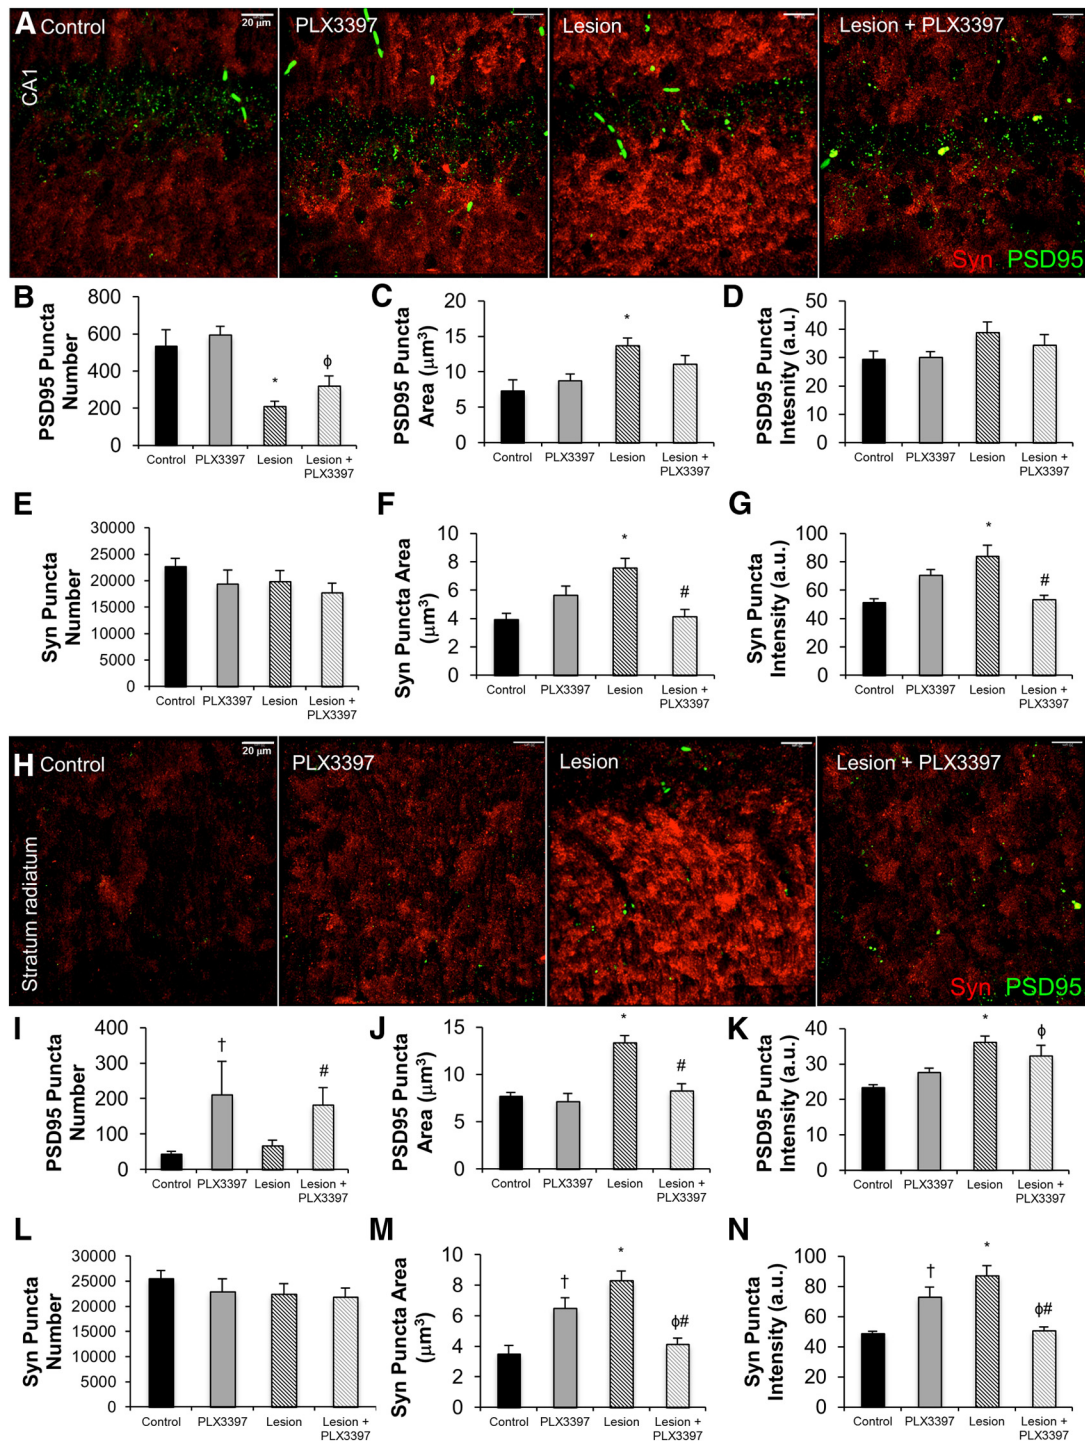 A Control
20 µm
PLX3397
Lesion
Lesion + PLX3397
CA1
Syn PSD95
B
PSD95 Puncta
Number
800
600
400
200
0
*
ϕ
Control
PLX3397
Lesion
Lesion +
PLX3397
C
PSD95 Puncta
Area (µm³)
20
15
10
5
0
*
Control
PLX3397
Lesion
Lesion +
PLX3397
D
PSD95 Puncta
Intesnity (a.u.)
50
40
30
20
10
0
Control
PLX3397
Lesion
Lesion +
PLX3397
E
Syn Puncta
Number
30000
25000
20000
15000
10000
5000
0
Control
PLX3397
Lesion
Lesion +
PLX3397
F
Syn Puncta Area
(µm³)
10
8
6
4
2
0
*
#
Control
PLX3397
Lesion
Lesion +
PLX3397
G
Syn Puncta
Intensity (a.u.)
100
80
60
40
20
0
*
#
Control
PLX3397
Lesion
Lesion +
PLX3397
H Control
20 µm
PLX3397
Lesion
Lesion + PLX3397
Stratum radiatum
Syn PSD95
I
PSD95 Puncta
Number
400
300
200
100
0
†
#
Control
PLX3397
Lesion
Lesion +
PLX3397
J
PSD95 Puncta
Area (µm³)
15
10
5
0
*
#
Control
PLX3397
Lesion
Lesion +
PLX3397
K
PSD95 Puncta
Intensity (a.u.)
40
30
20
10
0
*
ϕ
Control
PLX3397
Lesion
Lesion +
PLX3397
L
Syn Puncta
Number
30000
25000
20000
15000
10000
5000
0
Control
PLX3397
Lesion
Lesion +
PLX3397
M
Syn Puncta Area
(µm³)
10
8
6
4
2
0
†
*
ϕ#
Control
PLX3397
Lesion
Lesion +
PLX3397
N
Syn Puncta
Intensity (a.u.)
100
80
60
40
20
0
†
*
ϕ#
Control
PLX3397
Lesion
Lesion +
PLX3397